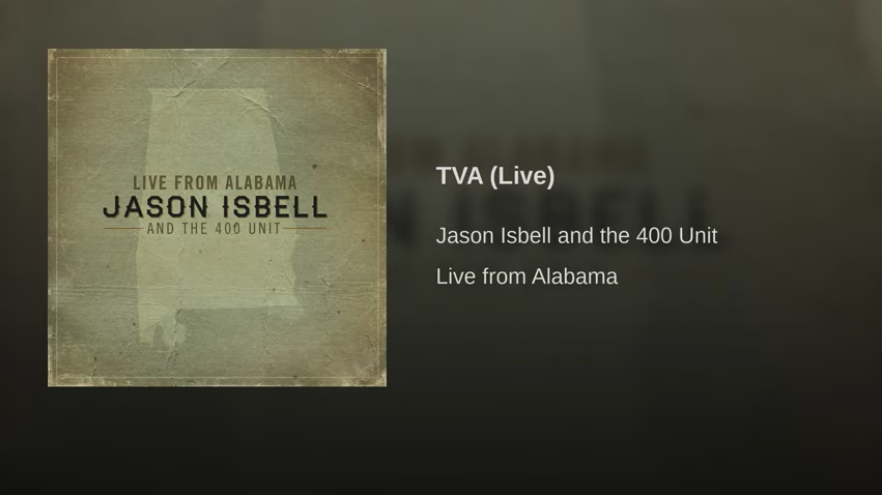 LIVE FROM ALABAMA
JASON ISBELL
AND THE 400 UNIT
TVA (Live)
Jason Isbell and the 400 Unit
Live from Alabama